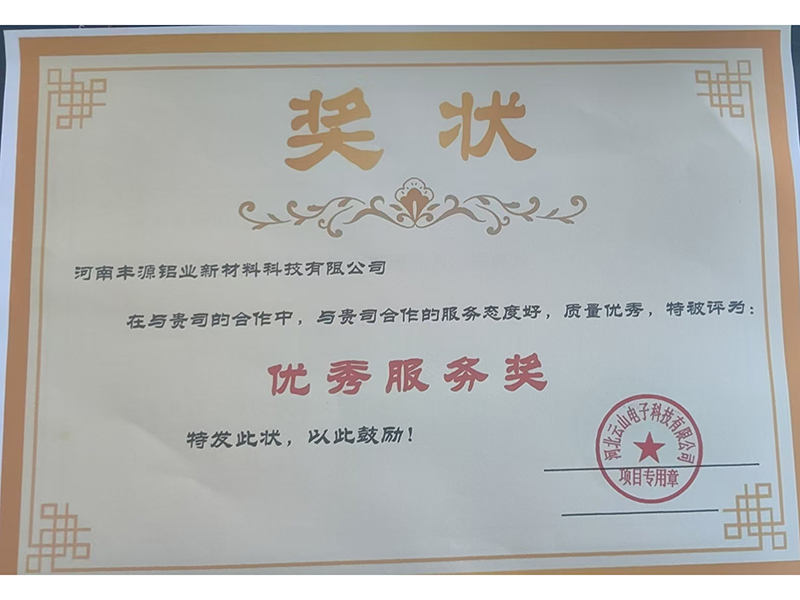 奖状
河南丰源铝业新材料科技有限公司
在与贵司的合作中，与贵司合作的服务态度好，质量优秀，特被评为：
优秀服务奖
特发此状，以此鼓励！
河北云山电子科技有限公司
项目专用章